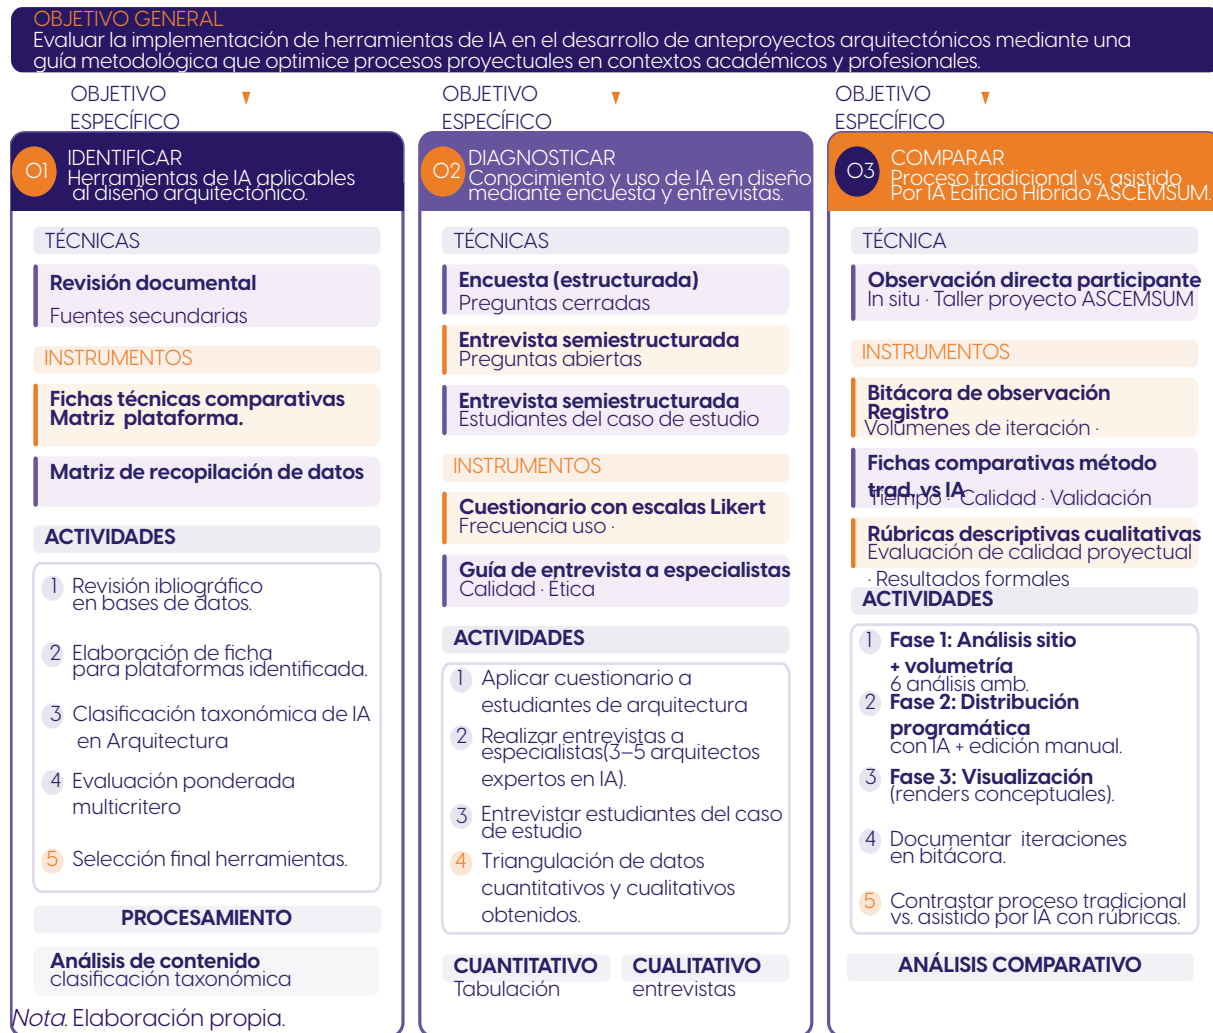 OBJETIVO GENERAL
Evaluar la implementación de herramientas de IA en el desarrollo de anteproyectos arquitectónicos mediante una
guía metodológica que optimice procesos proyectuales en contextos académicos y profesionales.
OBJETIVO
ESPECÍFICO
01
IDENTIFICAR
Herramientas de IA aplicables
al diseño arquitectónico.
TÉCNICAS
Revisión documental
Fuentes secundarias
INSTRUMENTOS
Fichas técnicas comparativas
Matriz plataforma.
Matriz de recopilación de datos
ACTIVIDADES
1 Revisión ibliográfico
en bases de datos.
2 Elaboración de ficha
para plataformas identificada.
3 Clasificación taxonómica de IA
en Arquitectura
4 Evaluación ponderada
multicritero
5 Selección final herramientas.
PROCESAMIENTO
Análisis de contenido
clasificación taxonómica
OBJETIVO
ESPECÍFICO
02
DIAGNOSTICAR
Conocimiento y uso de IA en diseño
mediante encuesta y entrevistas.
TÉCNICAS
Encuesta (estructurada)
Preguntas cerradas
Entrevista semiestructurada
Preguntas abiertas
Entrevista semiestructurada
Estudiantes del caso de estudio
INSTRUMENTOS
Cuestionario con escalas Likert
Frecuencia uso ·
Guía de entrevista a especialistas
Calidad · Ética
ACTIVIDADES
1 Aplicar cuestionario a
estudiantes de arquitectura
2 Realizar entrevistas a
especialistas(3–5 arquitectos
expertos en IA).
3 Entrevistar estudiantes del caso
de estudio
4 Triangulación de datos
cuantitativos y cualitativos
obtenidos.
CUANTITATIVO
Tabulación
CUALITATIVO
entrevistas
OBJETIVO
ESPECÍFICO
03
COMPARAR
Proceso tradicional vs. asistido
Por IA Edificio Híbrido ASCEMSUM.
TÉCNICA
Observación directa participante
In situ · Taller proyecto ASCEMSUM
INSTRUMENTOS
Bitácora de observación
Registro
Volúmenes de iteración ·
Fichas comparativas método
trad. vs IA
Tiempo · Calidad · Validación
Rúbricas descriptivas cualitativas
Evaluación de calidad proyectual
· Resultados formales
ACTIVIDADES
1 Fase 1: Análisis sitio
+ volumetría
6 análisis amb.
2 Fase 2: Distribución
programática
con IA + edición manual.
3 Fase 3: Visualización
(renders conceptuales).
4 Documentar iteraciones
en bitácora.
5 Contrastar proceso tradicional
vs. asistido por IA con rúbricas.
ANÁLISIS COMPARATIVO
Nota. Elaboración propia.